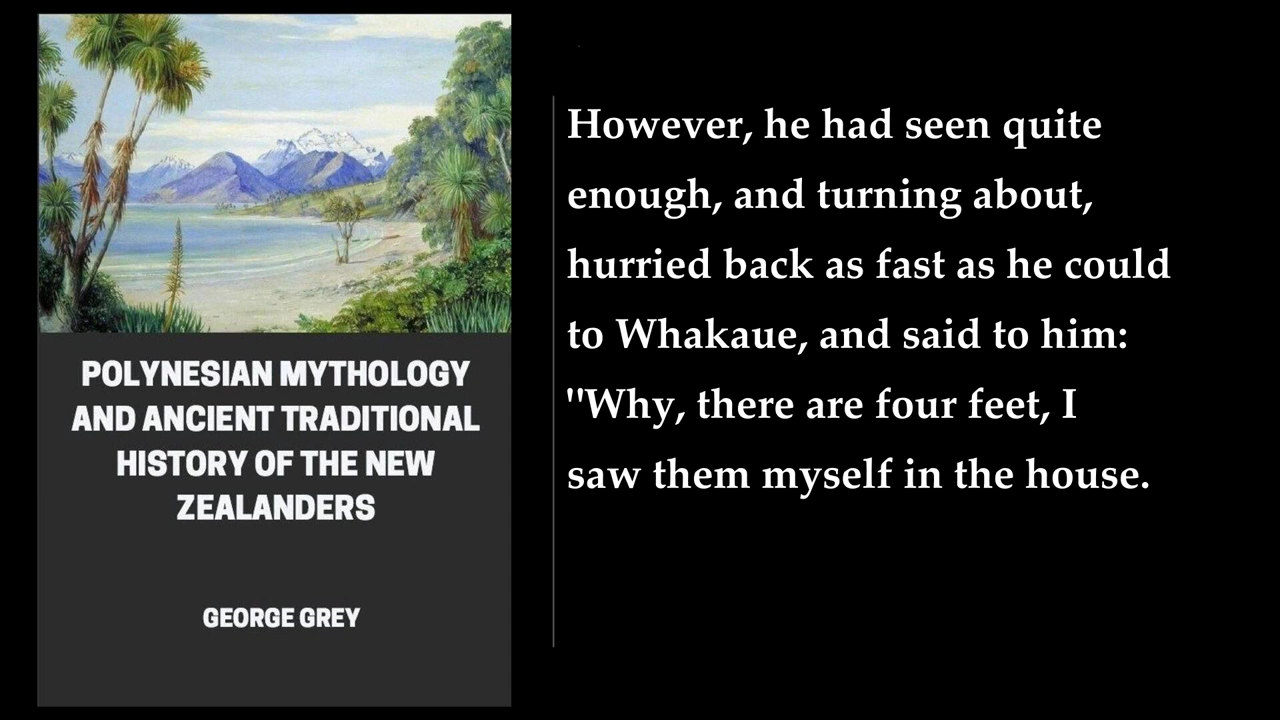 POLYNESIAN MYTHOLOGY
AND ANCIENT TRADITIONAL
HISTORY OF THE NEW
ZEALANDERS
GEORGE GREY
However, he had seen quite
enough, and turning about,
hurried back as fast as he could
to Whakaue, and said to him:
"Why, there are four feet, I
saw them myself in the house.